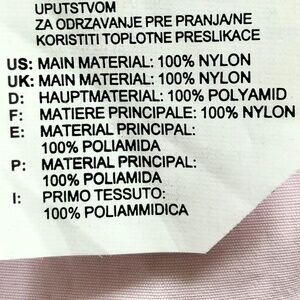 UPUTSTVOM
ZA ODRZAVANJE PRE PRANJA/NE
KORISTITI TOPLOTNE PRESLIKACE
US: MAIN MATERIAL: 100% NYLON
UK: MAIN MATERIAL: 100% NYLON
D: HAUPTMATERIAL: 100% POLYAMID
F: MATIERE PRINCIPALE: 100% NYLON
E: MATERIAL PRINCIPAL:
100% POLIAMIDA
P: MATERIAL PRINCIPAL:
100% POLIAMIDA
I: PRIMO TESSUTO:
100% POLIAMMIDICA